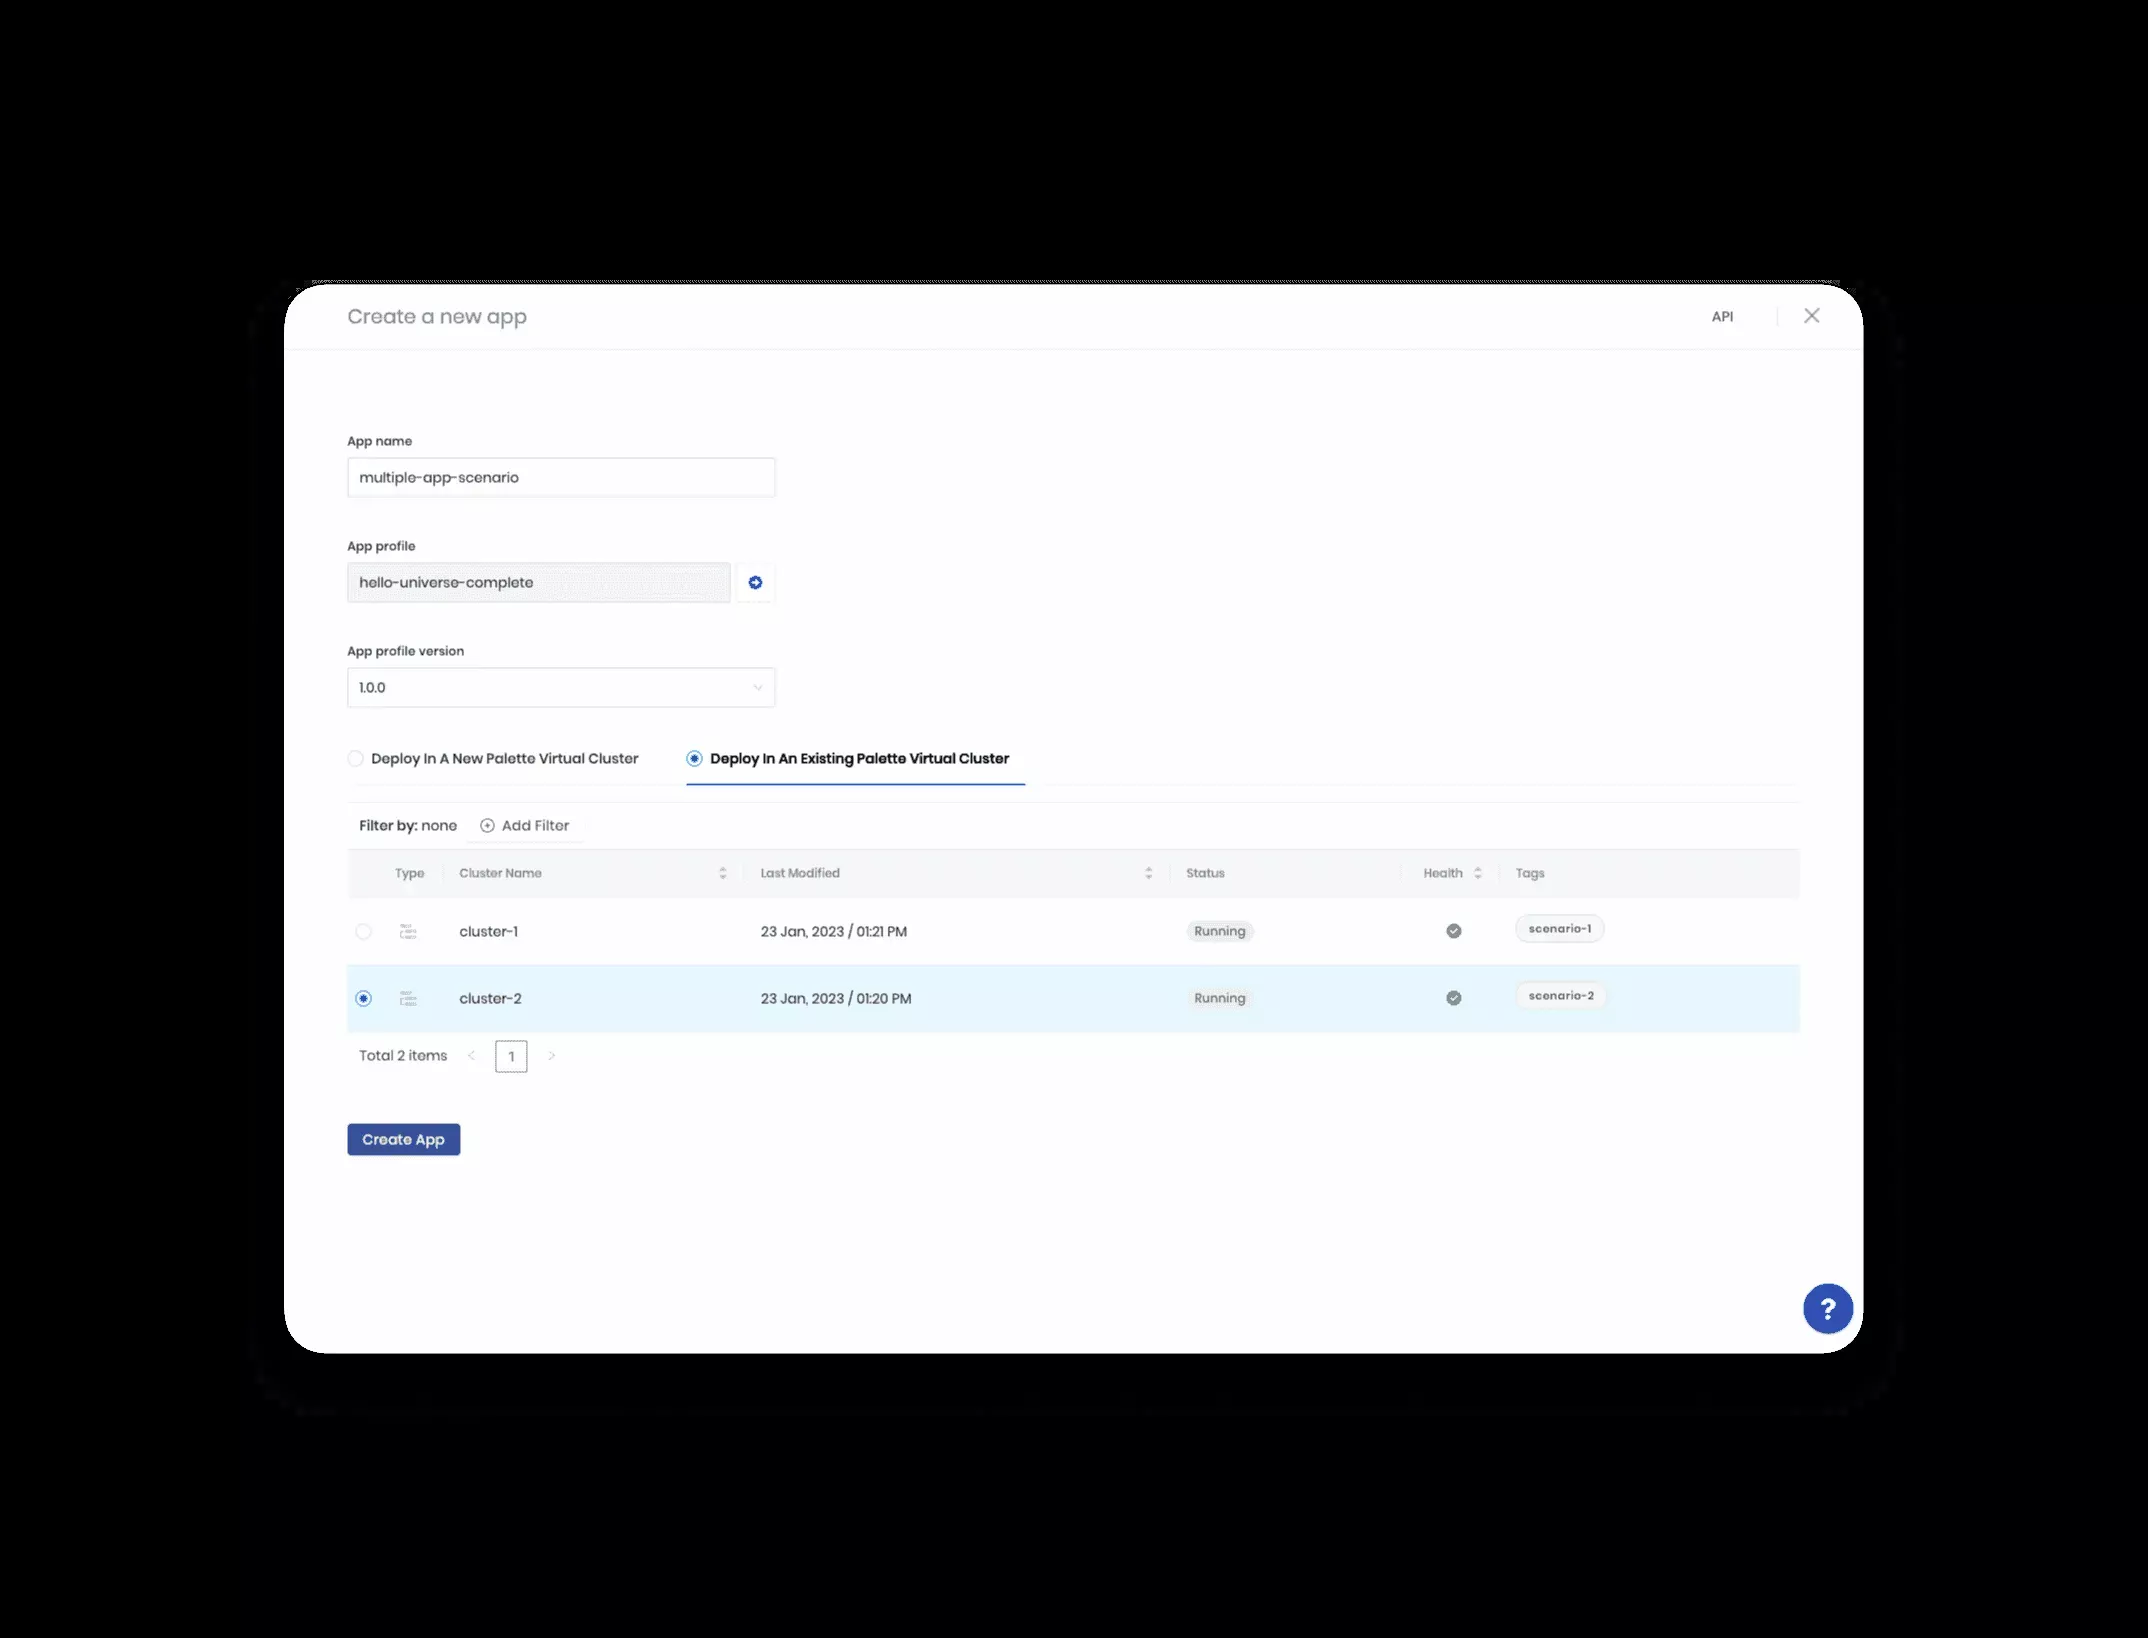 Create a new app API
App name
multiple-app-scenario
App profile
hello-universe-complete
App profile version
1.0.0
Deploy In A New Palette Virtual Cluster Deploy In An Existing Palette Virtual Cluster
Filter by: none Add Filter
Type Cluster Name Last Modified Status Health Tags
cluster-1 23 Jan, 2023 / 01:21 PM Running scenario-1
cluster-2 23 Jan, 2023 / 01:20 PM Running scenario-2
Total 2 items < 1 >
Create App
?